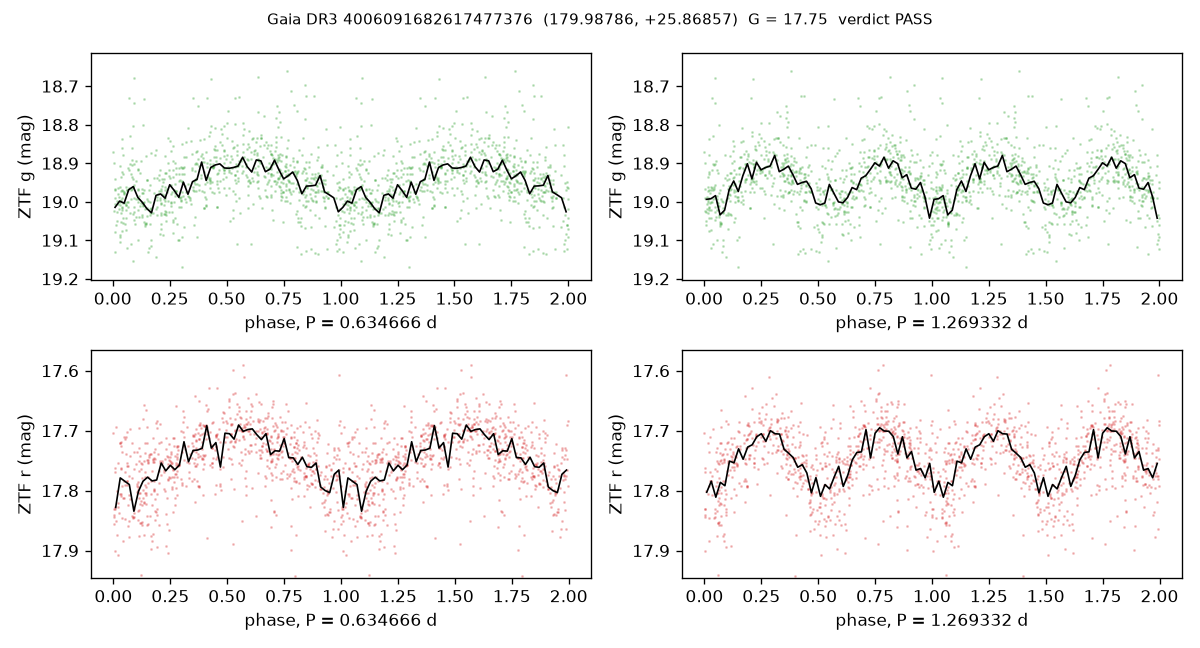 Gaia DR3 4006091682617477376 (179.98786, +25.86857) G = 17.75 verdict PASS
ZTF g (mag)
18.7
18.8
18.9
19.0
19.1
19.2
0.00 0.25 0.50 0.75 1.00 1.25 1.50 1.75 2.00
phase, P = 0.634666 d
ZTF g (mag)
18.7
18.8
18.9
19.0
19.1
19.2
0.00 0.25 0.50 0.75 1.00 1.25 1.50 1.75 2.00
phase, P = 1.269332 d
ZTF r (mag)
17.6
17.7
17.8
17.9
0.00 0.25 0.50 0.75 1.00 1.25 1.50 1.75 2.00
phase, P = 0.634666 d
ZTF r (mag)
17.6
17.7
17.8
17.9
0.00 0.25 0.50 0.75 1.00 1.25 1.50 1.75 2.00
phase, P = 1.269332 d